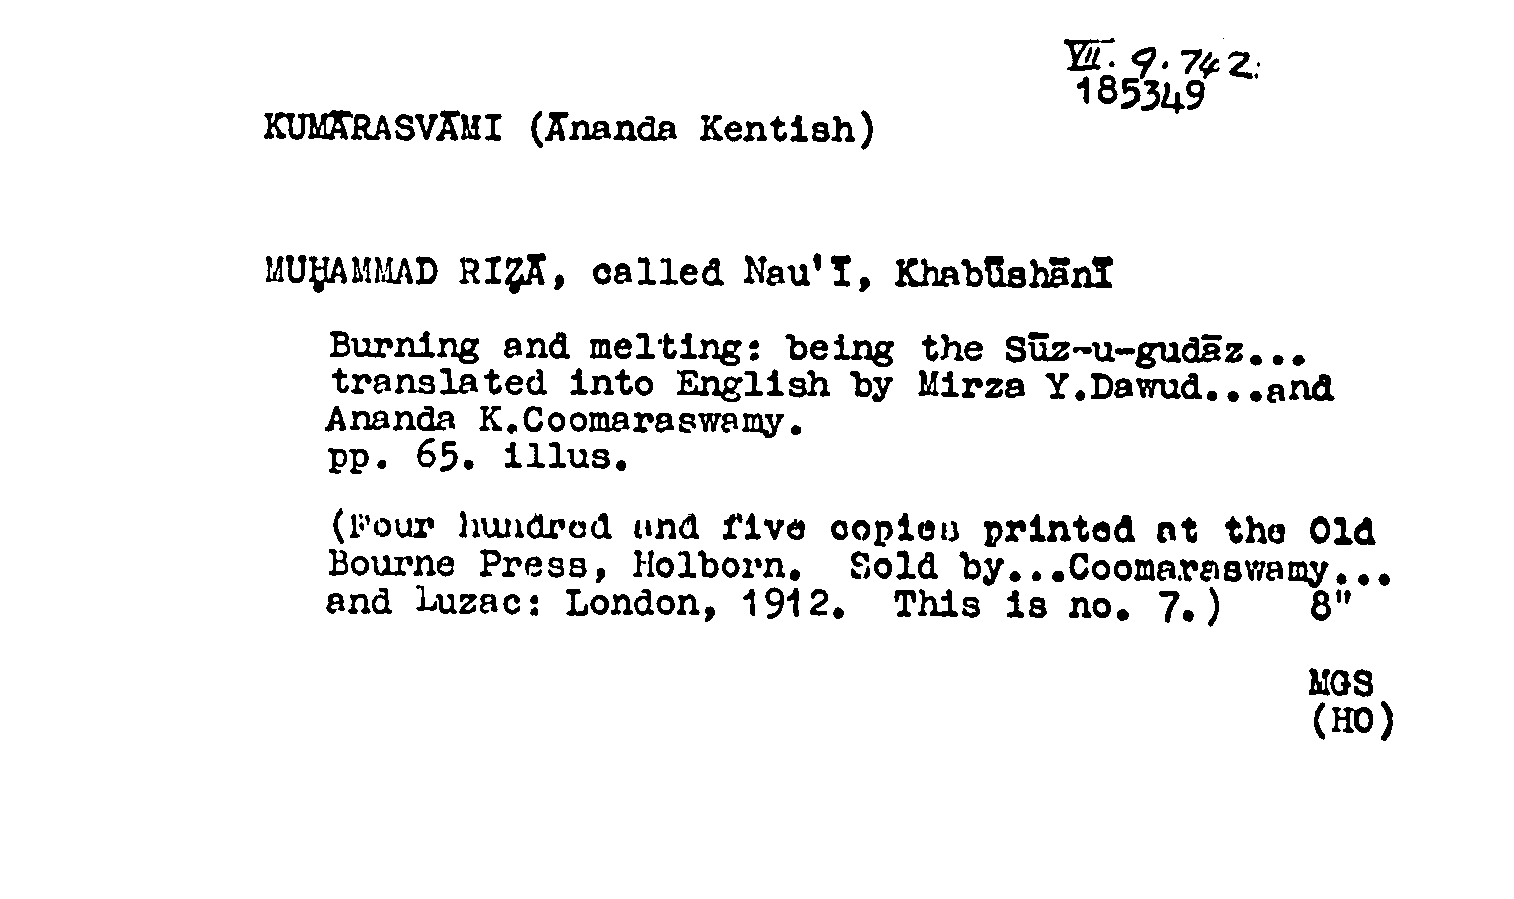 VII. 9. 742.
185349
KUMĀRASVĀMI (Ānanda Kentish)
MUḤAMMAD RIẒĀ, called Nau'Ī, Khabūshānī
Burning and melting: being the Sūz-u-gudāz...
translated into English by Mirza Y.Dawud...and
Ananda K.Coomaraswamy.
pp. 65. illus.
(Four hundred and five copies printed at the Old
Bourne Press, Holborn. Sold by...Coomaraswamy...
and Luzac: London, 1912. This is no. 7.) 8"
MGS
(HO)